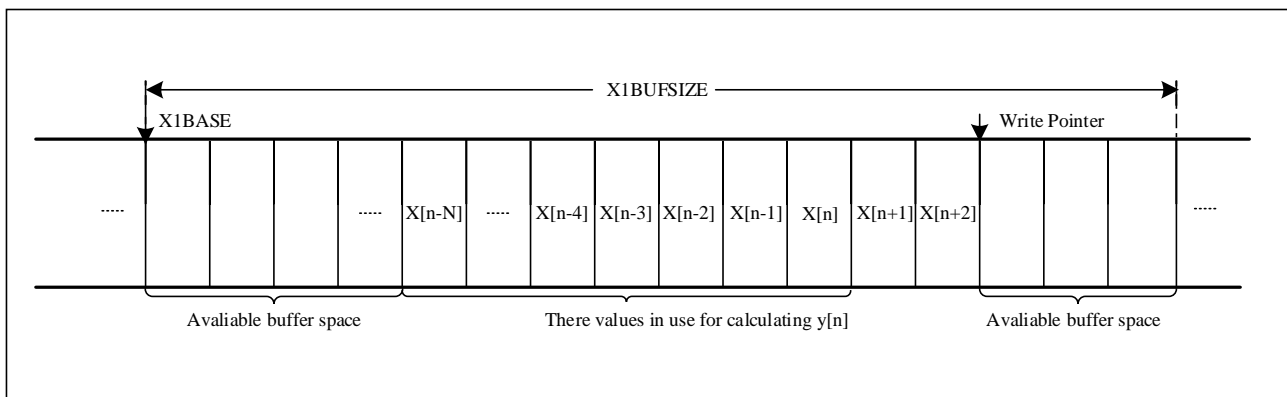 X1BUFSIZE
X1BASE
Write Pointer
.....
.....
X[n-N]
.....
X[n-4]
X[n-3]
X[n-2]
X[n-1]
X[n]
X[n+1]
X[n+2]
.....
Avaliable buffer space
There values in use for calculating y[n]
Avaliable buffer space